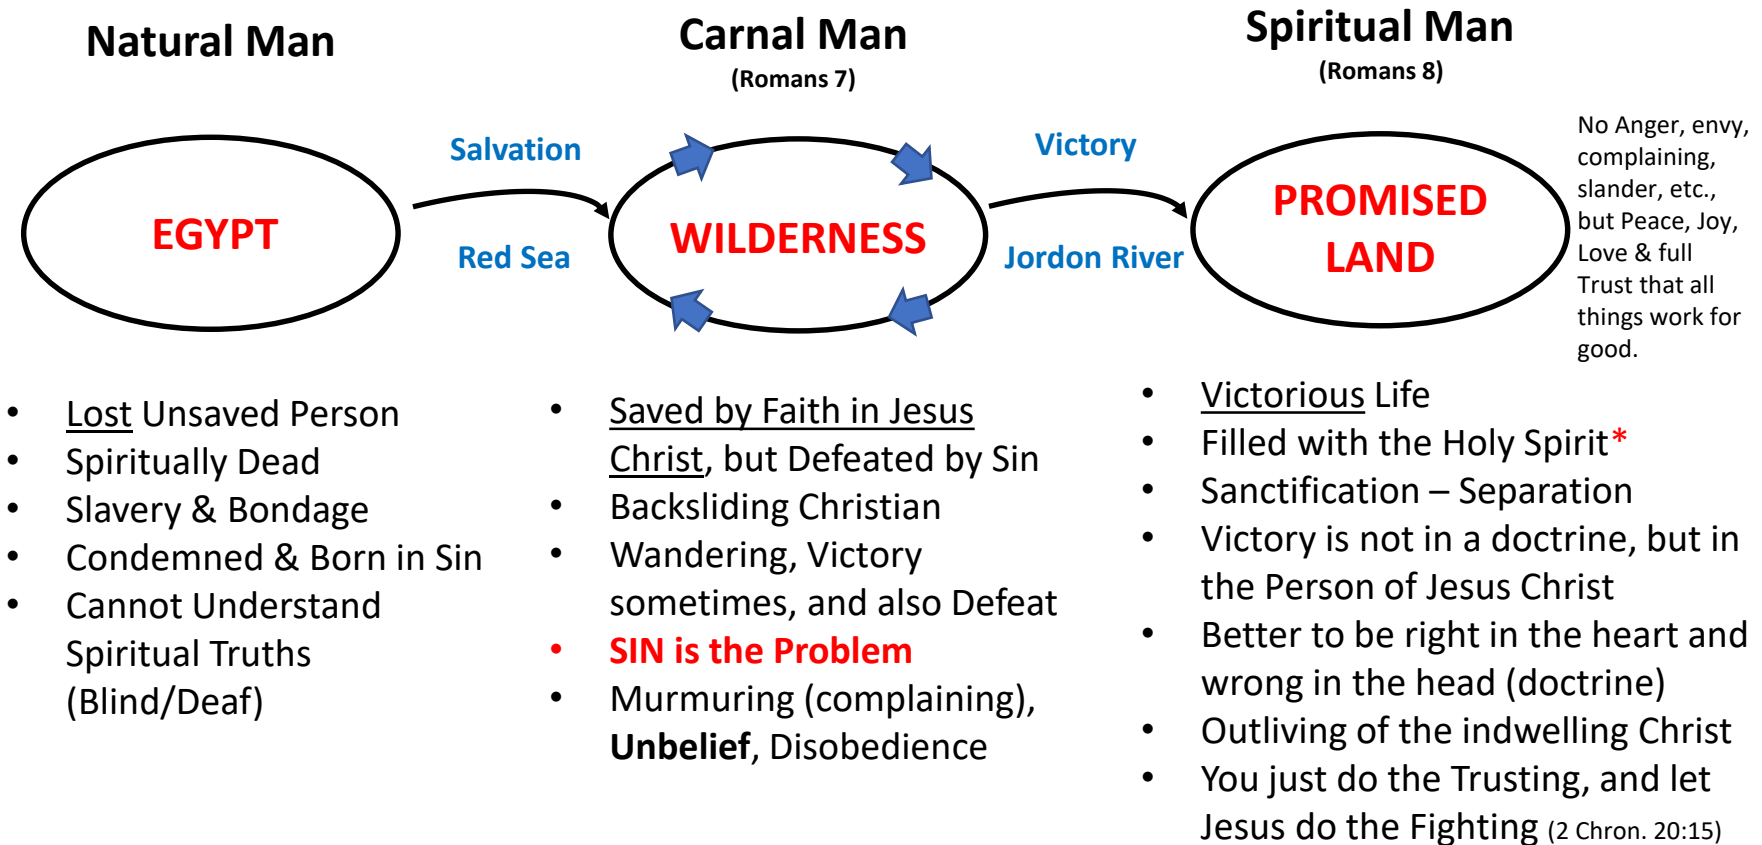 Natural Man
Carnal Man
(Romans 7)
Spiritual Man
(Romans 8)
EGYPT
Salvation
Red Sea
WILDERNESS
Victory
Jordon River
PROMISED
LAND
No Anger, envy,
complaining,
slander, etc.,
but Peace, Joy,
Love & full
Trust that all
things work for
good.
• Lost Unsaved Person
• Spiritually Dead
• Slavery & Bondage
• Condemned & Born in Sin
• Cannot Understand
Spiritual Truths
(Blind/Deaf)
• Saved by Faith in Jesus
Christ, but Defeated by Sin
• Backsliding Christian
• Wandering, Victory
sometimes, and also Defeat
• SIN is the Problem
• Murmuring (complaining),
Unbelief, Disobedience
• Victorious Life
• Filled with the Holy Spirit*
• Sanctification – Separation
• Victory is not in a doctrine, but in
the Person of Jesus Christ
• Better to be right in the heart and
wrong in the head (doctrine)
• Outliving of the indwelling Christ
• You just do the Trusting, and let
Jesus do the Fighting (2 Chron. 20:15)